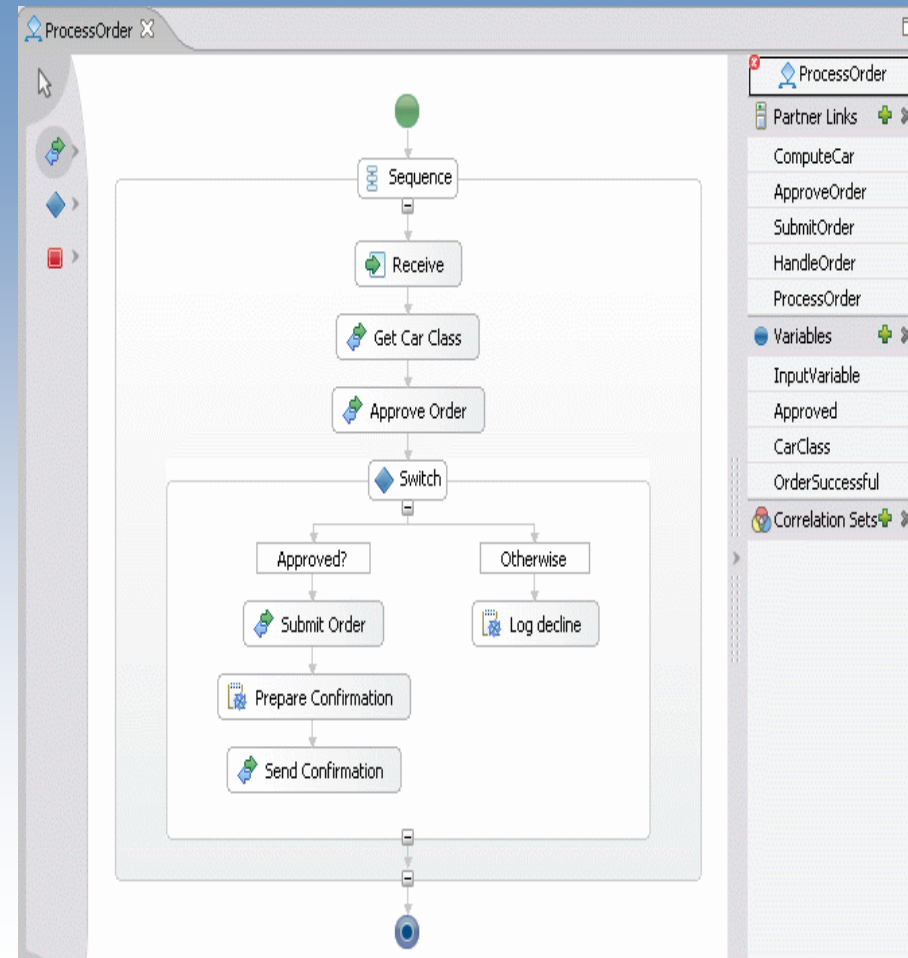 ProcessOrder
Sequence
Receive
Get Car Class
Approve Order
Switch
Approved?
Otherwise
Submit Order
Log decline
Prepare Confirmation
Send Confirmation
ProcessOrder
Partner Links
ComputeCar
ApproveOrder
SubmitOrder
HandleOrder
ProcessOrder
Variables
InputVariable
Approved
CarClass
OrderSuccessful
Correlation Sets